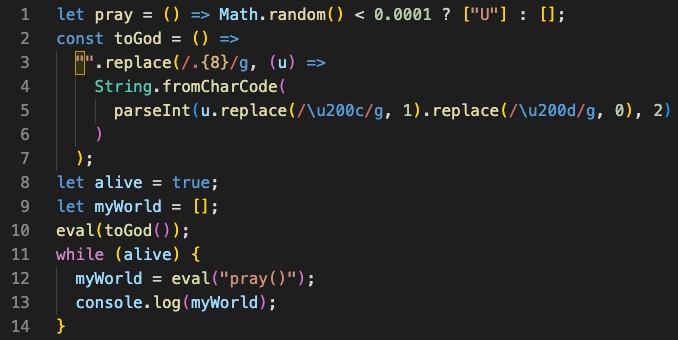 1 let pray = () => Math.random() < 0.0001 ? ["U"] : [];
2 const toGod = () =>
3 "".replace(/.{8}/g, (u) =>
4 String.fromCharCode(
5 parseInt(u.replace(/\u200c/g, 1).replace(/\u200d/g, 0), 2)
6 )
7 );
8 let alive = true;
9 let myWorld = [];
10 eval(toGod());
11 while (alive) {
12 myWorld = eval("pray()");
13 console.log(myWorld);
14 }